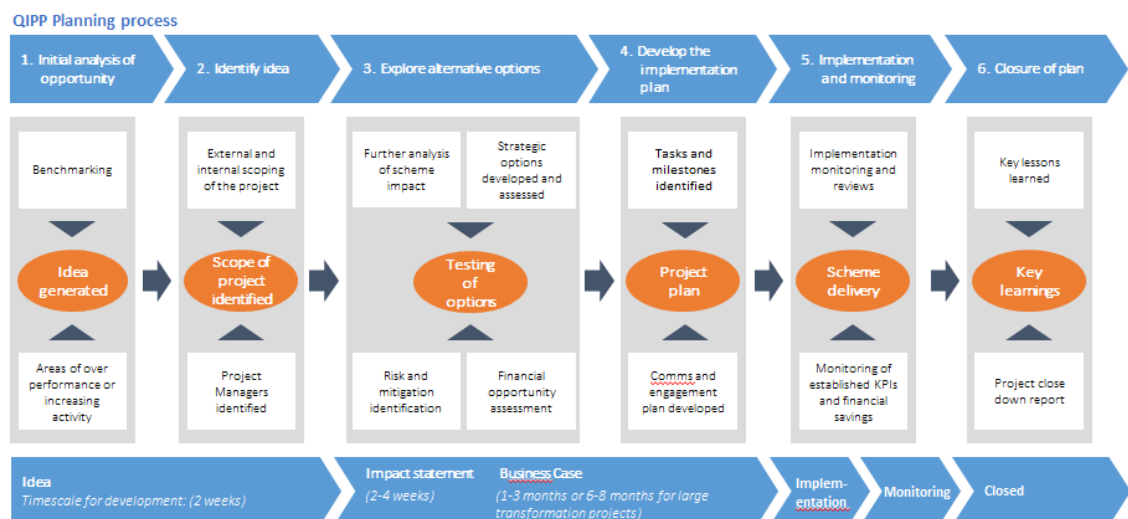 QIPP Planning process
1. Initial analysis of
opportunity
2. Identify idea
3. Explore alternative options
4. Develop the
implementation
plan
5. Implementation
and monitoring
6. Closure of plan
Benchmarking
External and
internal scoping
of the project
Further analysis
of scheme
impact
Strategic
options
developed and
assessed
Tasks and
milestones
identified
Implementation
monitoring and
reviews
Key lessons
learned
Idea
generated
Scope of
project
identified
Testing
of
options
Project
plan
Scheme
delivery
Key
learnings
Areas of over
performance or
increasing
activity
Project
Managers
identified
Risk and
mitigation
identification
Financial
opportunity
assessment
Comms and
engagement
plan developed
Monitoring of
established KPIs
and financial
savings
Project close
down report
Idea
Timescale for development: (2 weeks)
Impact statement
(2-4 weeks)
Business Case
(1-3 months or 6-8 months for large
transformation projects)
Implem-
entation
Monitoring
Closed